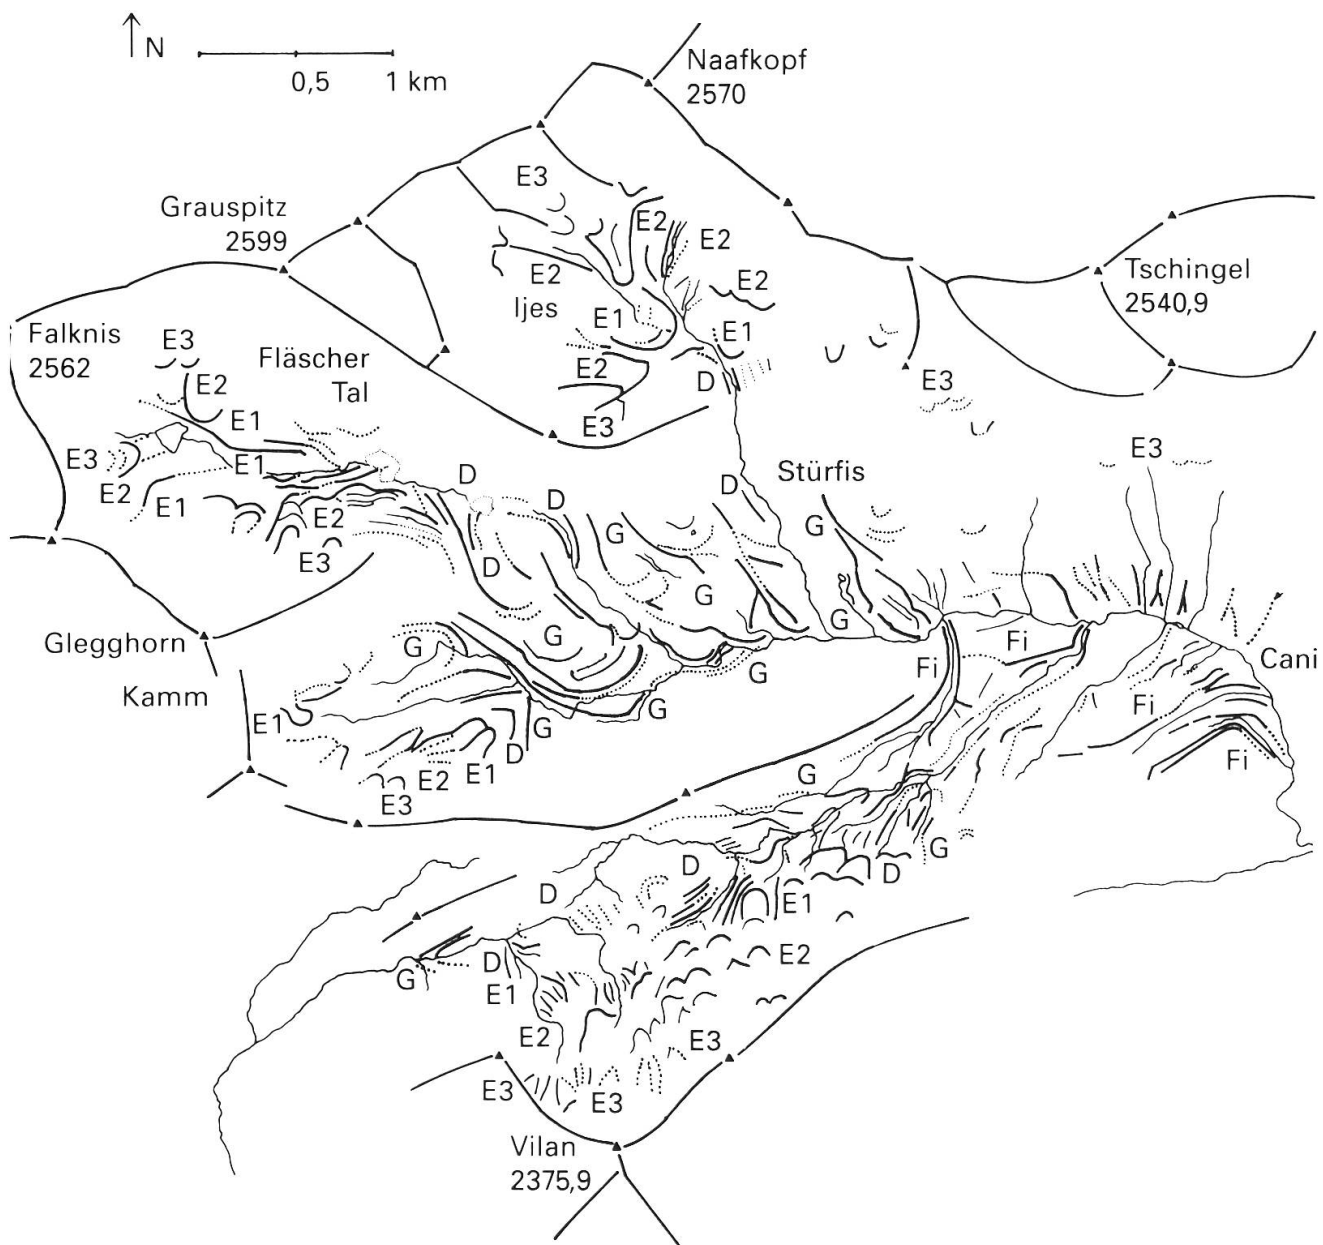 N
0,5 1 km
Naafkopf
2570
E3
Grauspitz
2599
E2
E2
Tschingel
2540,9
E2
E2
Ijes
Falknis
2562
E3
Fläscher
Tal
E1
E1
E2
E2
D
E3
E1
E3
E3
E3
E1
E2
E1
D
D
D
Stürfis
E2
G
G
E3
D
G
G
Glegghorn
G
G
G
Fi
Fi
Cani
Kamm
E1
G
G
Fi
D
E2
E1
G
Fi
E3
G
D
D
D
E1
E2
G
D
E1
E2
E3
E3
E3
Vilan
2375,9